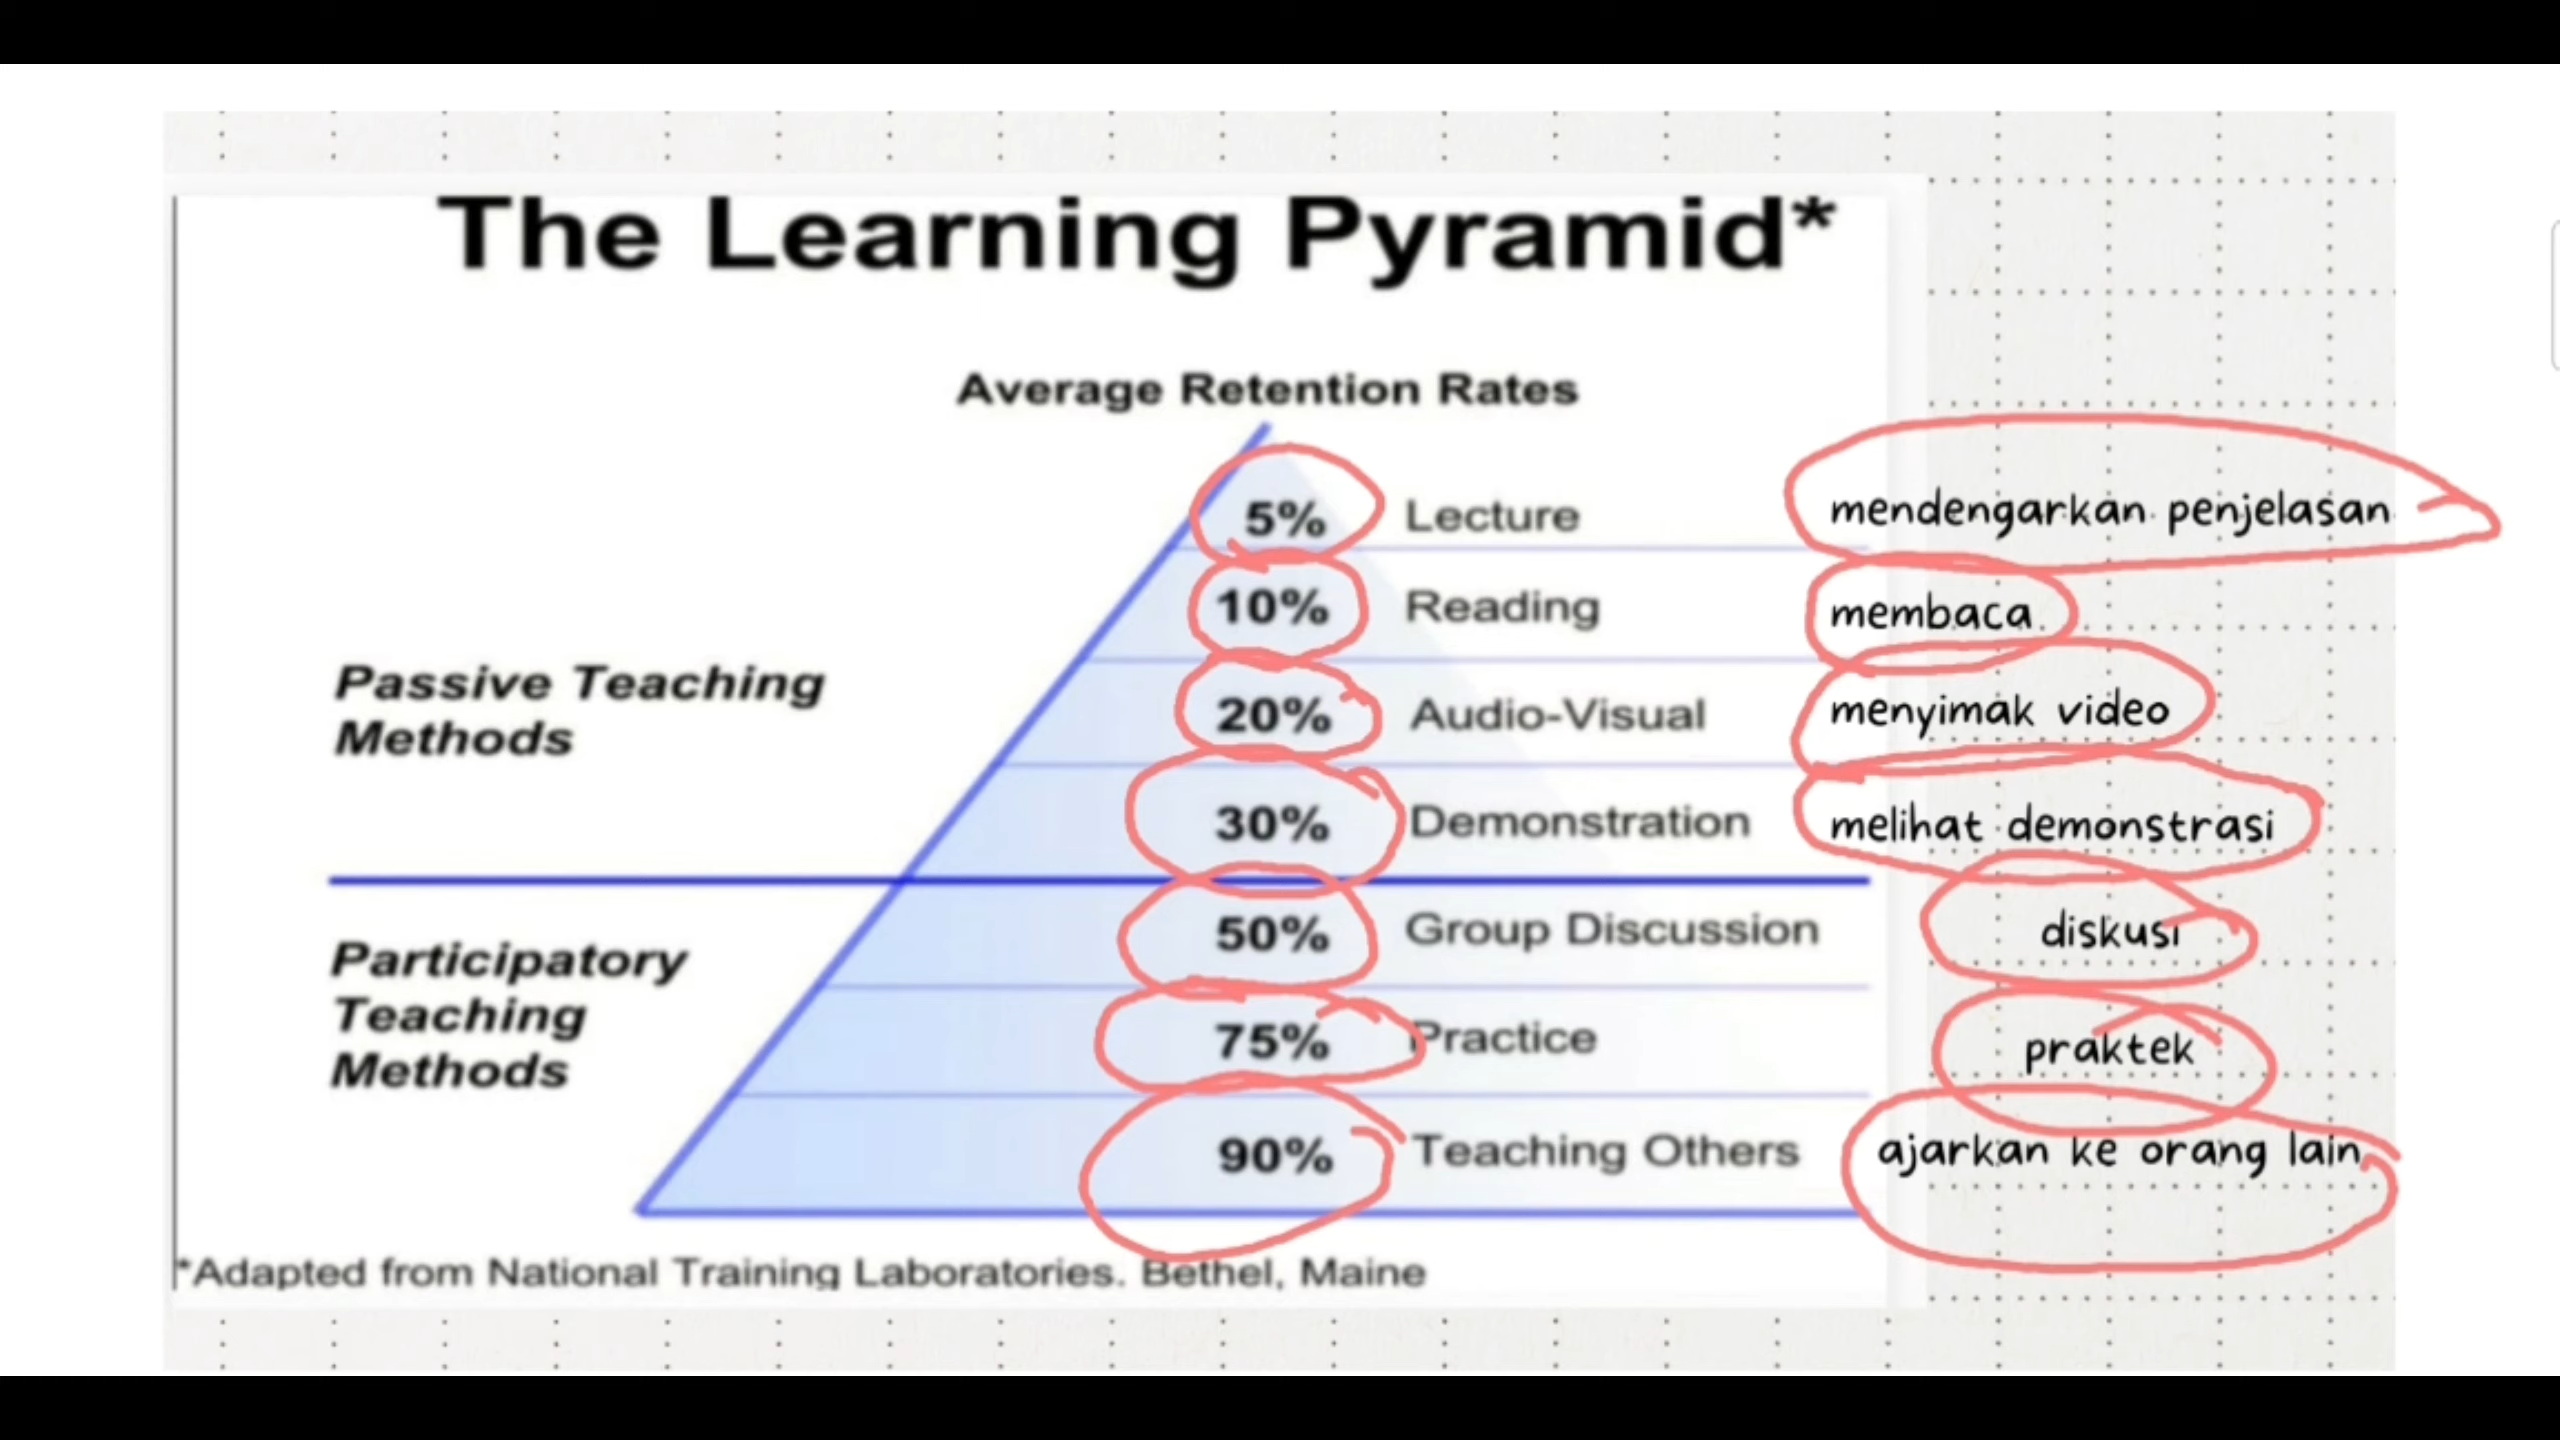 The Learning Pyramid*
Average Retention Rates
5% Lecture mendengarkan penjelasan
10% Reading membaca
Passive Teaching
Methods
20% Audio-Visual menyimak video
30% Demonstration melihat demonstrasi
50% Group Discussion diskusi
Participatory
Teaching
Methods
75% Practice praktek
90% Teaching Others ajarkan ke orang lain
*Adapted from National Training Laboratories. Bethel, Maine